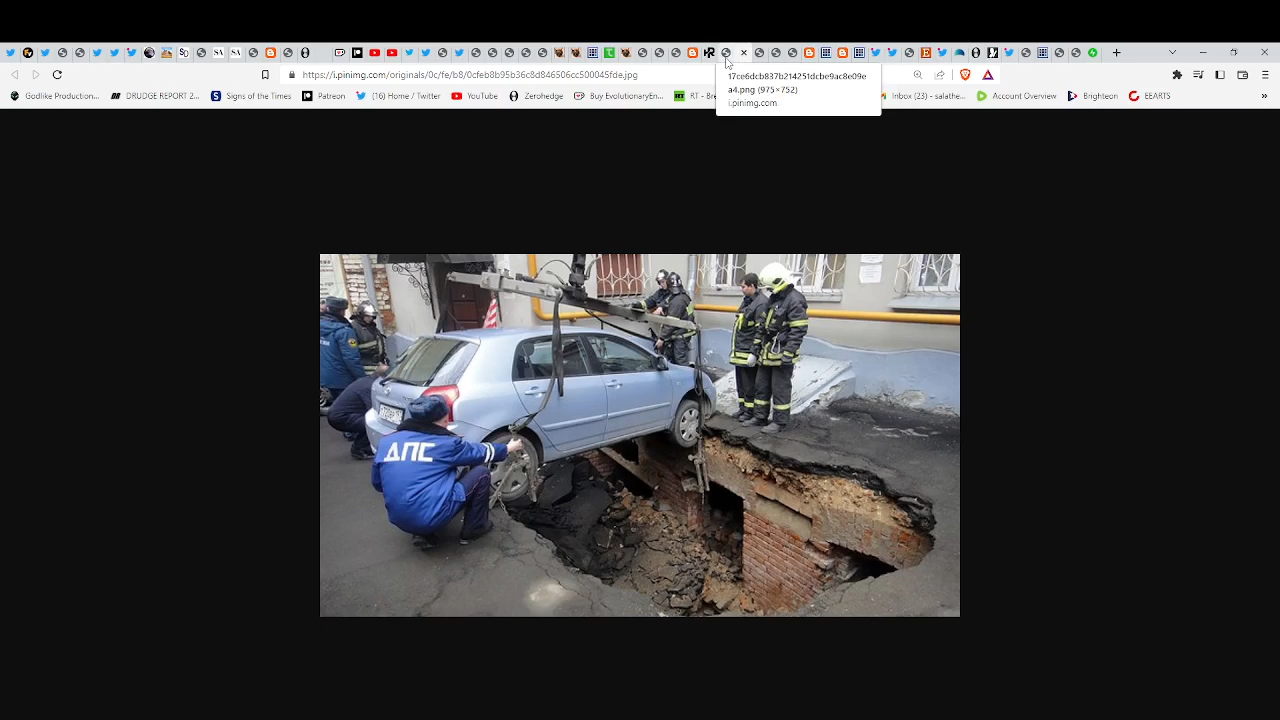 https://i.pinimg.com/originals/0c/fe/b8/0cfeb8b95b36c8d846506cc500045fde.jpg
17ce6dcb837b214251dcbe9ac8e09e
a4.png (975×752)
i.pinimg.com
Godlike Production...
DRUDGE REPORT 2...
Signs of the Times
Patreon
(16) Home / Twitter
YouTube
Zerohedge
Buy EvolutionaryEn...
RT - Bre
Inbox (23) - salathe...
Account Overview
Brighteon
EEARTS
ДПС